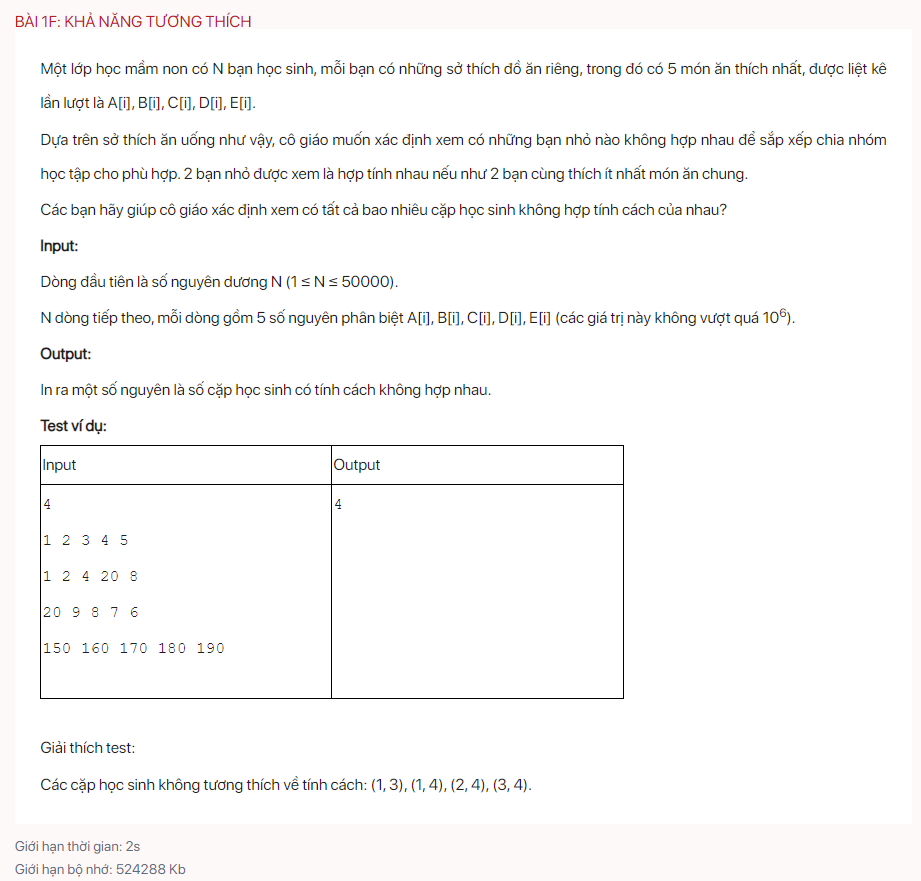 BÀI 1F: KHẢ NĂNG TƯƠNG THÍCH
Một lớp học mầm non có N bạn học sinh, mỗi bạn có những sở thích đồ ăn riêng, trong đó có 5 món ăn thích nhất, được liệt kê
lần lượt là A[i], B[i], C[i], D[i], E[i].
Dựa trên sở thích ăn uống như vậy, cô giáo muốn xác định xem có những bạn nhỏ nào không hợp nhau để sắp xếp chia nhóm
học tập cho phù hợp. 2 bạn nhỏ được xem là hợp tính nhau nếu như 2 bạn cùng thích ít nhất món ăn chung.
Các bạn hãy giúp cô giáo xác định xem có tất cả bao nhiêu cặp học sinh không hợp tính cách của nhau?
Input:
Dòng đầu tiên là số nguyên dương N (1 ≤ N ≤ 50000).
N dòng tiếp theo, mỗi dòng gồm 5 số nguyên phân biệt A[i], B[i], C[i], D[i], E[i] (các giá trị này không vượt quá 10⁶).
Output:
In ra một số nguyên là số cặp học sinh có tính cách không hợp nhau.
Test ví dụ:
Input Output
4 4
1 2 3 4 5
1 2 4 20 8
20 9 8 7 6
150 160 170 180 190
Giải thích test:
Các cặp học sinh không tương thích về tính cách: (1, 3), (1, 4), (2, 4), (3, 4).
Giới hạn thời gian: 2s
Giới hạn bộ nhớ: 524288 Kb